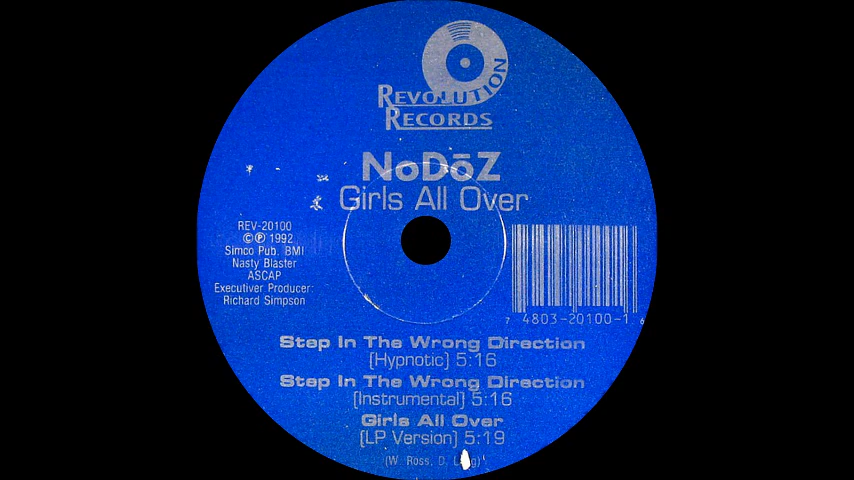 REVOLUTION
RECORDS
NoDōZ
Girls All Over
REV-20100
©℗ 1992
Simco Pub. BMI
Nasty Blaster
ASCAP
Executiver Producer:
Richard Simpson
7 4803-20100-1 6
Step In The Wrong Direction
(Hypnotic) 5:16
Step In The Wrong Direction
(Instrumental) 5:16
Girls All Over
(LP Version) 5:19
(W. Ross, D.